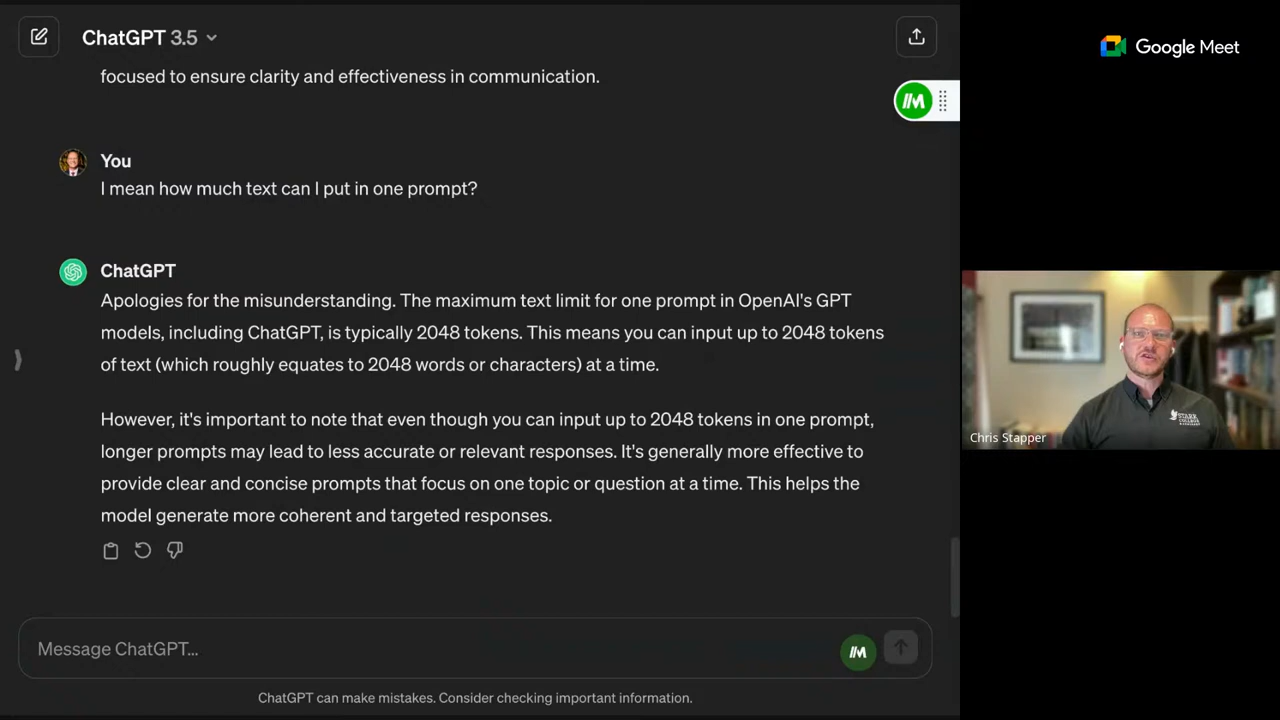 ChatGPT 3.5
Google Meet
focused to ensure clarity and effectiveness in communication.
You
I mean how much text can I put in one prompt?
ChatGPT
Apologies for the misunderstanding. The maximum text limit for one prompt in OpenAI's GPT
models, including ChatGPT, is typically 2048 tokens. This means you can input up to 2048 tokens
of text (which roughly equates to 2048 words or characters) at a time.
However, it's important to note that even though you can input up to 2048 tokens in one prompt,
longer prompts may lead to less accurate or relevant responses. It's generally more effective to
provide clear and concise prompts that focus on one topic or question at a time. This helps the
model generate more coherent and targeted responses.
STARK
COLLEGE
Chris Stapper
Message ChatGPT...
ChatGPT can make mistakes. Consider checking important information.